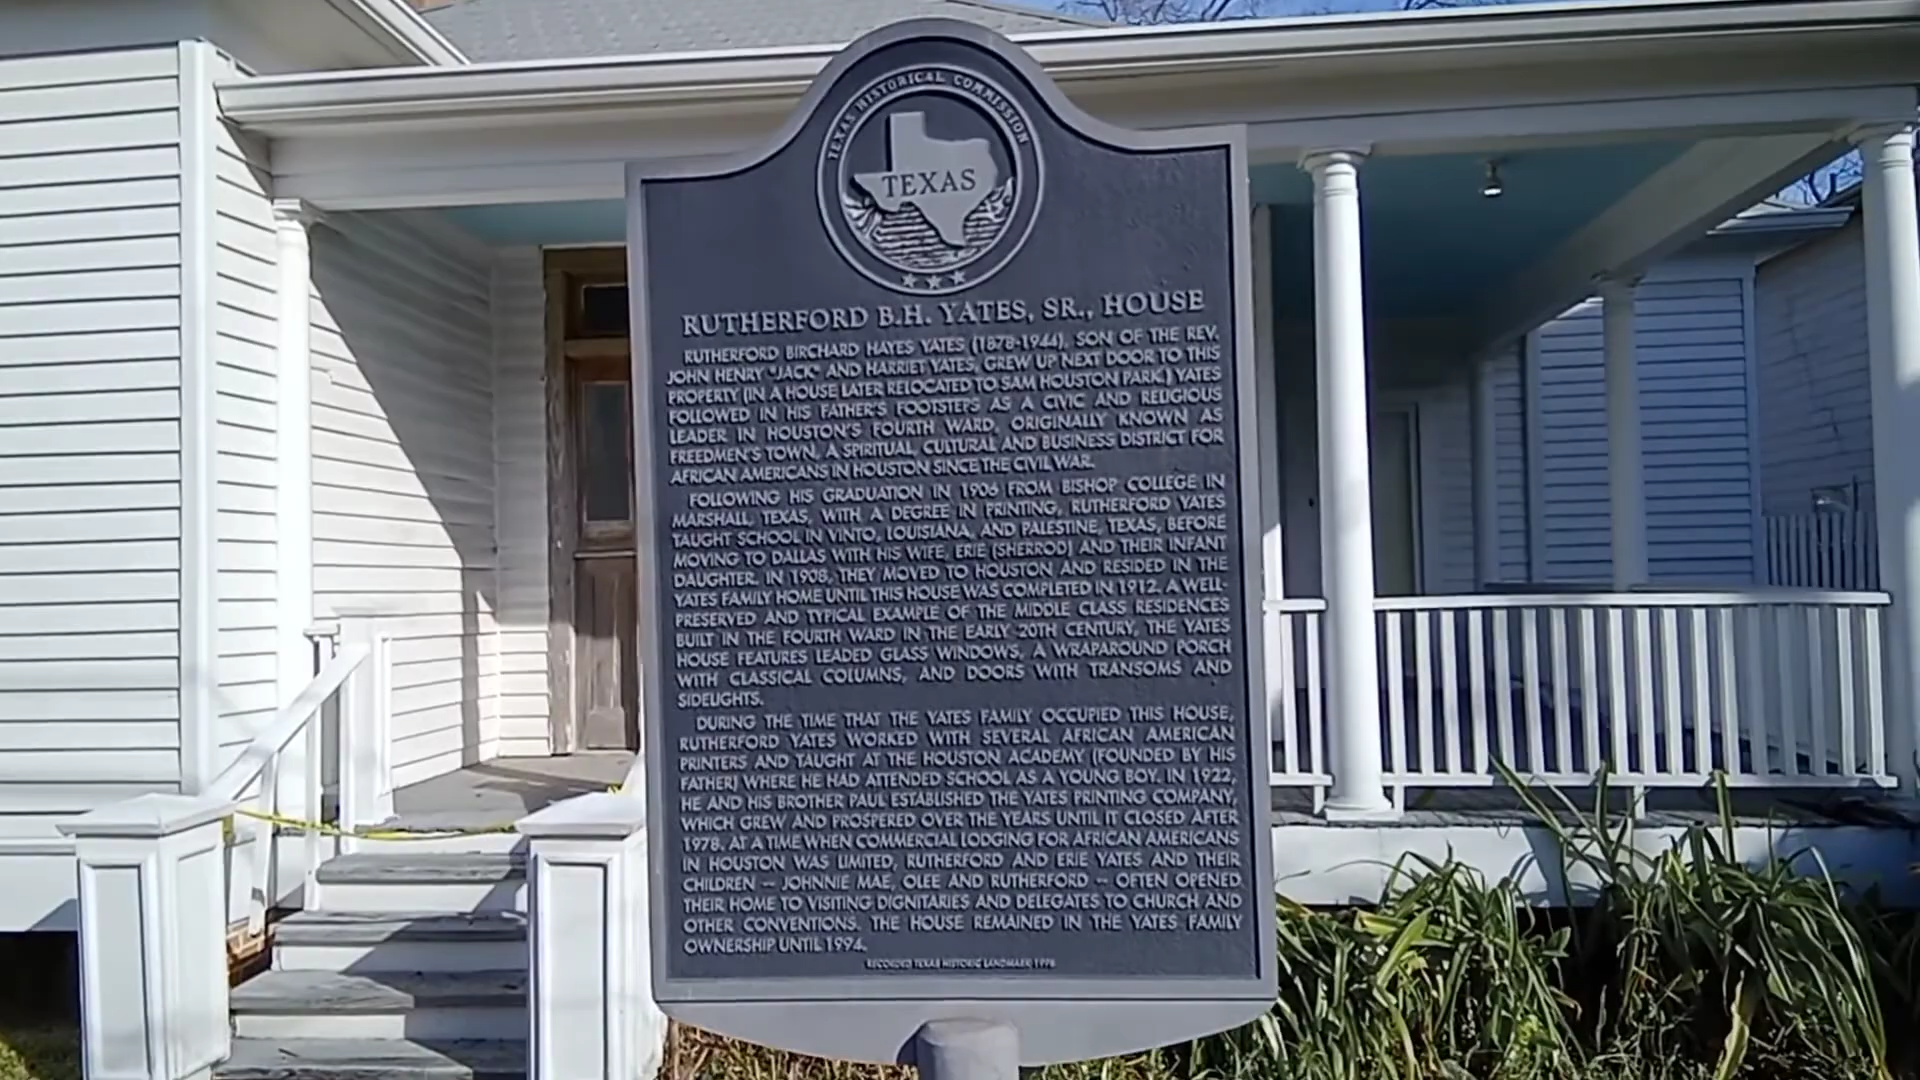 TEXAS HISTORICAL COMMISSION
TEXAS
RUTHERFORD B.H. YATES, SR., HOUSE
RUTHERFORD BIRCHARD HAYES YATES (1878-1944), SON OF THE REV.
JOHN HENRY "JACK" AND HARRIET YATES, GREW UP NEXT DOOR TO THIS
PROPERTY (IN A HOUSE LATER RELOCATED TO SAM HOUSTON PARK.) YATES
FOLLOWED IN HIS FATHER'S FOOTSTEPS AS A CIVIC AND RELIGIOUS
LEADER IN HOUSTON'S FOURTH WARD, ORIGINALLY KNOWN AS
FREEDMEN'S TOWN, A SPIRITUAL, CULTURAL AND BUSINESS DISTRICT FOR
AFRICAN AMERICANS IN HOUSTON SINCE THE CIVIL WAR.
FOLLOWING HIS GRADUATION IN 1906 FROM BISHOP COLLEGE IN
MARSHALL, TEXAS, WITH A DEGREE IN PRINTING, RUTHERFORD YATES
TAUGHT SCHOOL IN VINTO, LOUISIANA, AND PALESTINE, TEXAS, BEFORE
MOVING TO DALLAS WITH HIS WIFE, ERIE (SHERROD) AND THEIR INFANT
DAUGHTER. IN 1908, THEY MOVED TO HOUSTON AND RESIDED IN THE
YATES FAMILY HOME UNTIL THIS HOUSE WAS COMPLETED IN 1912. A WELL-
PRESERVED AND TYPICAL EXAMPLE OF THE MIDDLE CLASS RESIDENCES
BUILT IN THE FOURTH WARD IN THE EARLY 20TH CENTURY, THE YATES
HOUSE FEATURES LEADED GLASS WINDOWS, A WRAPAROUND PORCH
WITH CLASSICAL COLUMNS, AND DOORS WITH TRANSOMS AND
SIDELIGHTS.
DURING THE TIME THAT THE YATES FAMILY OCCUPIED THIS HOUSE,
RUTHERFORD YATES WORKED WITH SEVERAL AFRICAN AMERICAN
PRINTERS AND TAUGHT AT THE HOUSTON ACADEMY (FOUNDED BY HIS
FATHER) WHERE HE HAD ATTENDED SCHOOL AS A YOUNG BOY. IN 1922,
HE AND HIS BROTHER PAUL ESTABLISHED THE YATES PRINTING COMPANY,
WHICH GREW AND PROSPERED OVER THE YEARS UNTIL IT CLOSED AFTER
1978. AT A TIME WHEN COMMERCIAL LODGING FOR AFRICAN AMERICANS
IN HOUSTON WAS LIMITED, RUTHERFORD AND ERIE YATES AND THEIR
CHILDREN -- JOHNNIE MAE, OLEE AND RUTHERFORD -- OFTEN OPENED
THEIR HOME TO VISITING DIGNITARIES AND DELEGATES TO CHURCH AND
OTHER CONVENTIONS. THE HOUSE REMAINED IN THE YATES FAMILY
OWNERSHIP UNTIL 1994.
RECORDED TEXAS HISTORIC LANDMARK 1996